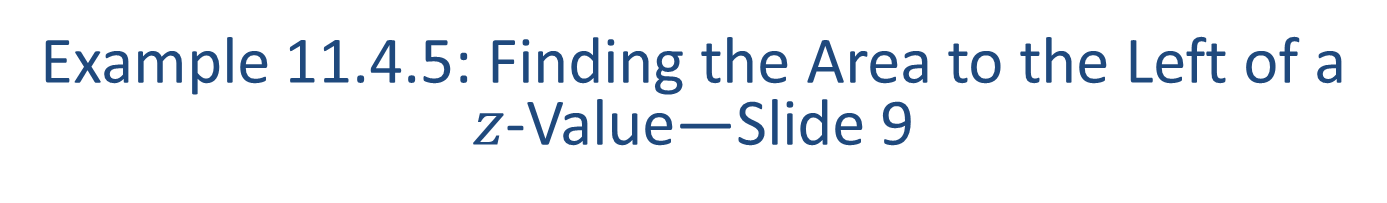 Example 11.4.5: Finding the Area to the Left of a
z-Value—Slide 9